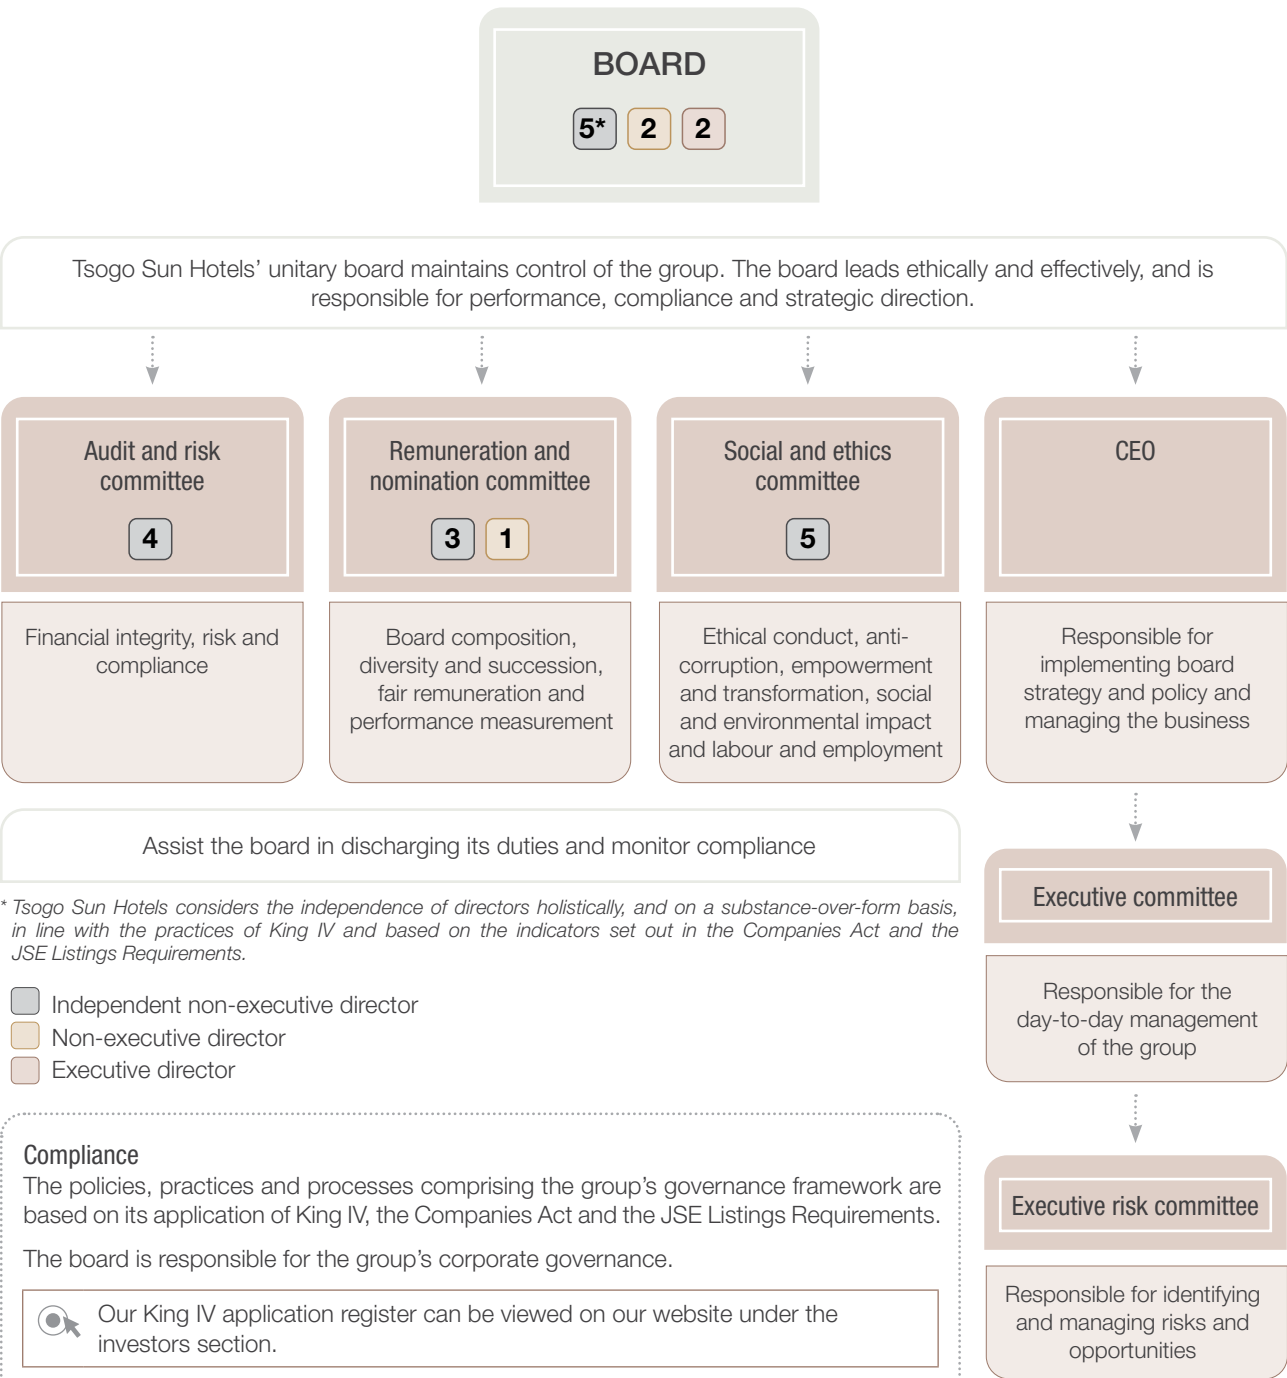 BOARD
5* 2 2
Tsogo Sun Hotels’ unitary board maintains control of the group. The board leads ethically and effectively, and is
responsible for performance, compliance and strategic direction.
Audit and risk
committee
4
Financial integrity, risk and
compliance
Remuneration and
nomination committee
3 1
Board composition,
diversity and succession,
fair remuneration and
performance measurement
Social and ethics
committee
5
Ethical conduct, anti-
corruption, empowerment
and transformation, social
and environmental impact
and labour and employment
CEO
Responsible for
implementing board
strategy and policy and
managing the business
Assist the board in discharging its duties and monitor compliance
* Tsogo Sun Hotels considers the independence of directors holistically, and on a substance-over-form basis,
in line with the practices of King IV and based on the indicators set out in the Companies Act and the
JSE Listings Requirements.
Independent non-executive director
Non-executive director
Executive director
Compliance
The policies, practices and processes comprising the group’s governance framework are
based on its application of King IV, the Companies Act and the JSE Listings Requirements.
The board is responsible for the group’s corporate governance.
Our King IV application register can be viewed on our website under the
investors section.
Executive committee
Responsible for the
day-to-day management
of the group
Executive risk committee
Responsible for identifying
and managing risks and
opportunities